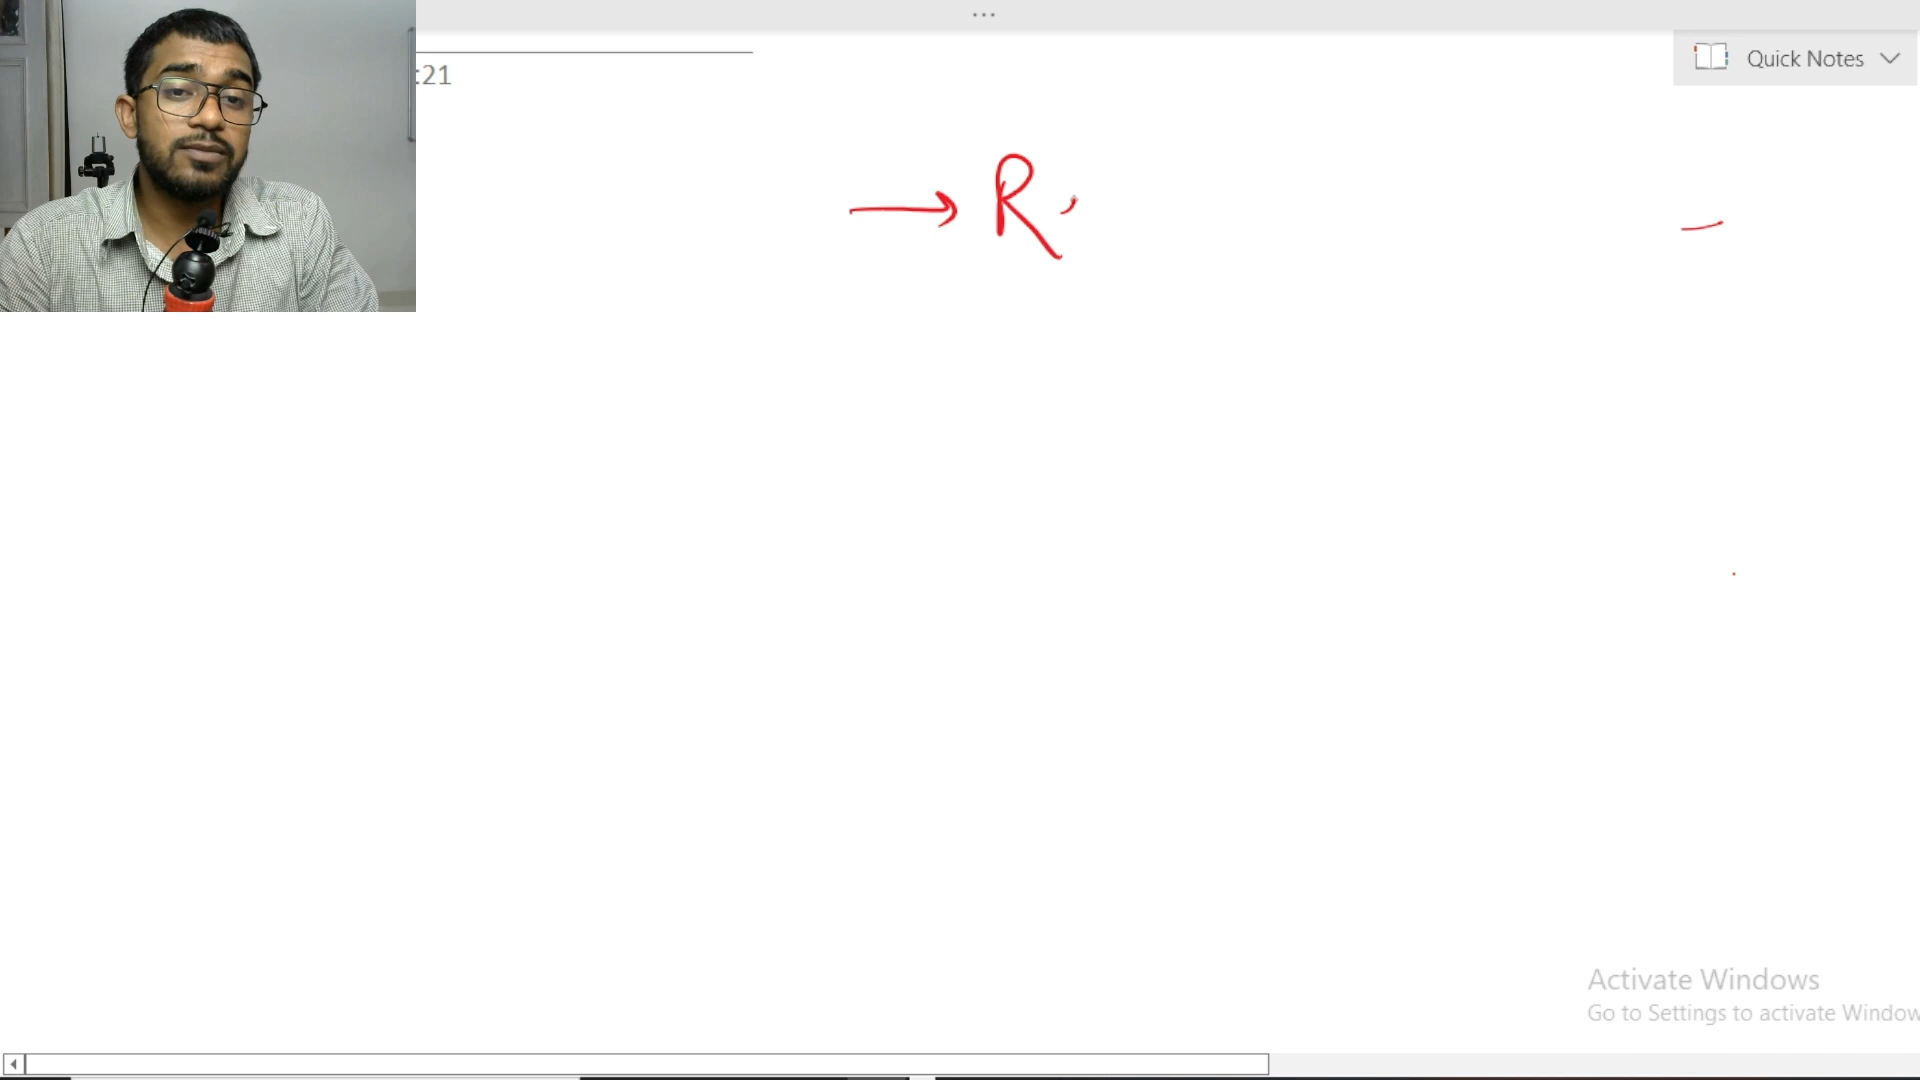 ...
Quick Notes
:21
→ R
Activate Windows
Go to Settings to activate Window